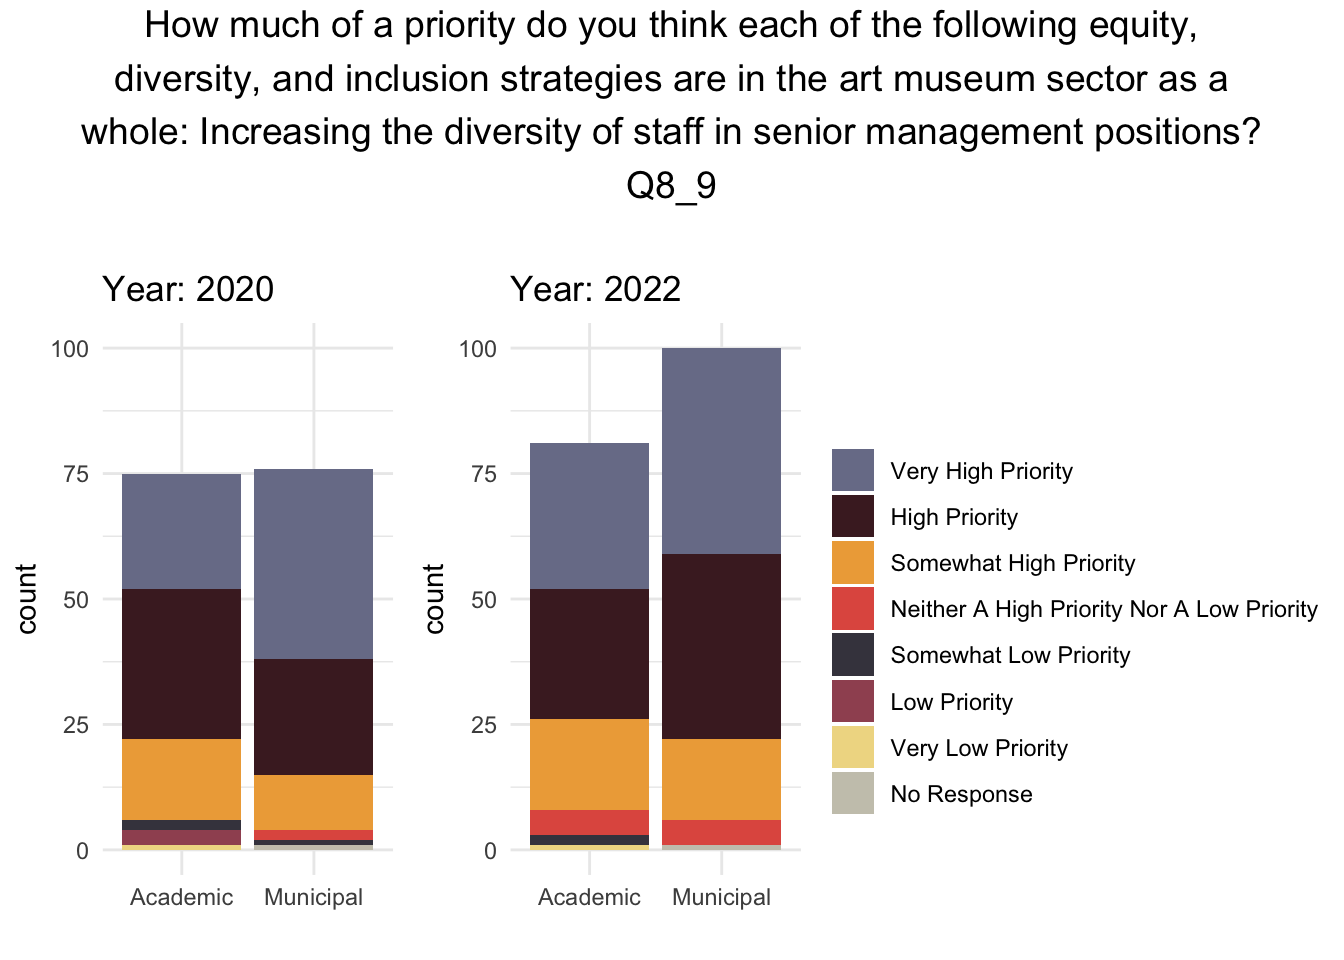 How much of a priority do you think each of the following equity,
diversity, and inclusion strategies are in the art museum sector as a
whole: Increasing the diversity of staff in senior management positions?
Q8_9
Year: 2020
100
75
50
25
0
count
Academic
Municipal
Year: 2022
100
75
50
25
0
count
Academic
Municipal
Very High Priority
High Priority
Somewhat High Priority
Neither A High Priority Nor A Low Priority
Somewhat Low Priority
Low Priority
Very Low Priority
No Response